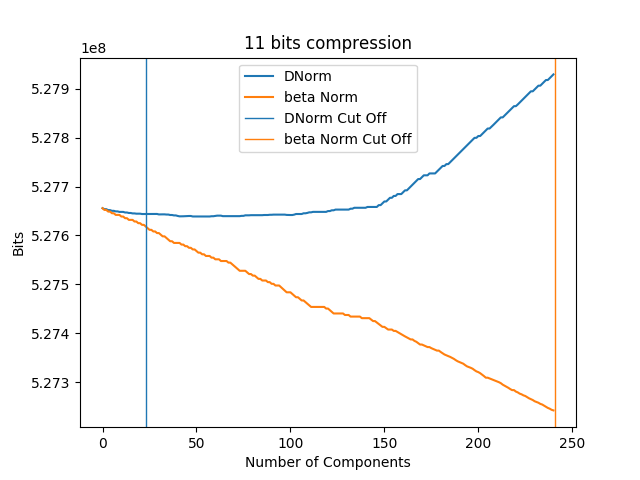 11 bits compression
1e8
DNorm
beta Norm
DNorm Cut Off
beta Norm Cut Off
5.279
5.278
5.277
5.276
5.275
5.274
5.273
Bits
0 50 100 150 200 250
Number of Components